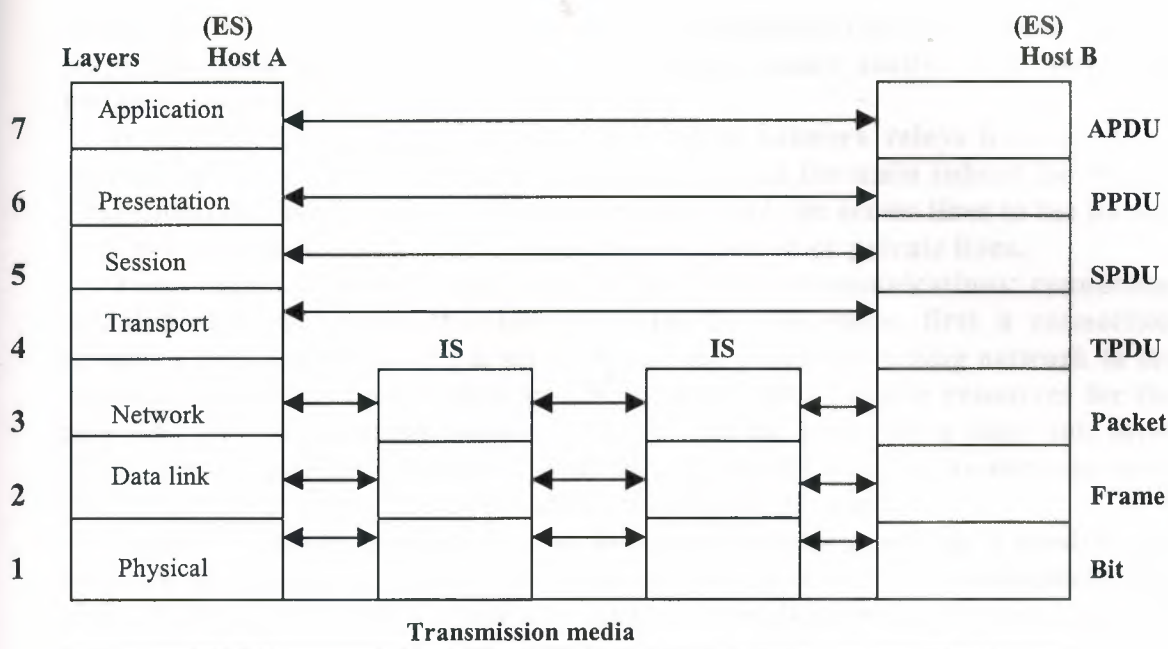 (ES) (ES)
Layers Host A Host B
Application
7 APDU
6 Presentation PPDU
Session
5 SPDU
Transport
4 IS IS TPDU
Network
3 Packet
Data link
2 Frame
1 Physical Bit
Transmission media